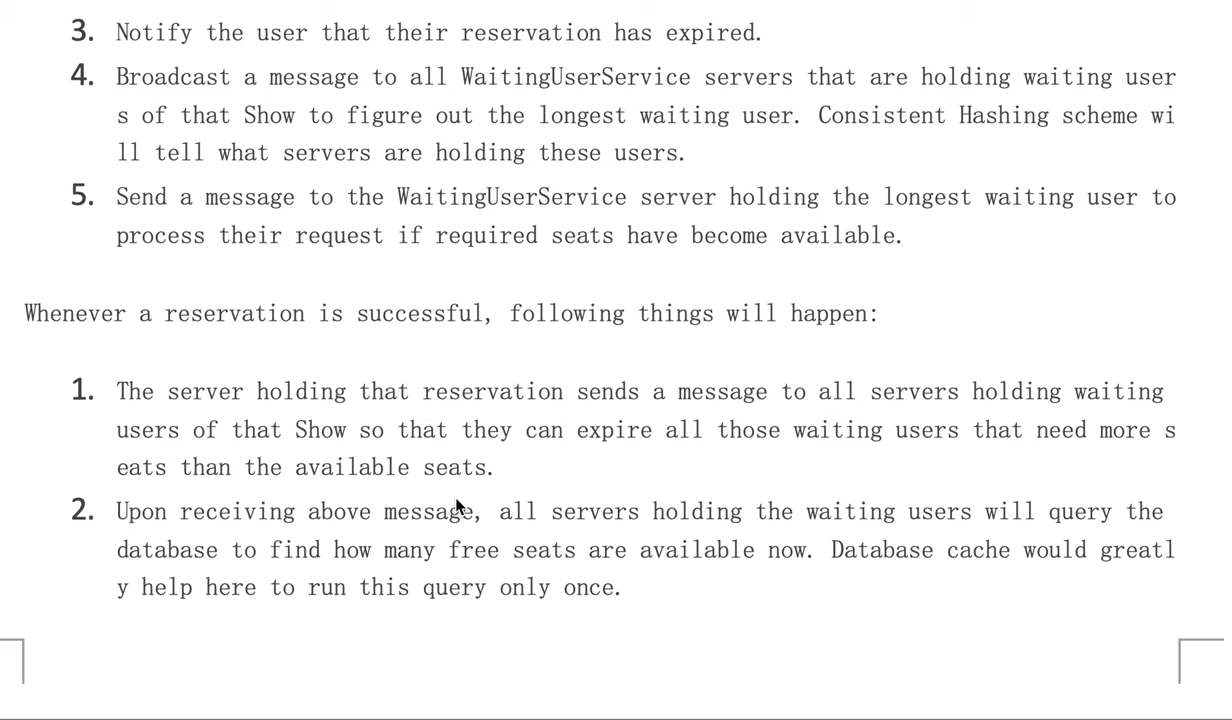 3. Notify the user that their reservation has expired.
4. Broadcast a message to all WaitingUserService servers that are holding waiting user
s of that Show to figure out the longest waiting user. Consistent Hashing scheme wi
ll tell what servers are holding these users.
5. Send a message to the WaitingUserService server holding the longest waiting user to
process their request if required seats have become available.
Whenever a reservation is successful, following things will happen:
1. The server holding that reservation sends a message to all servers holding waiting
users of that Show so that they can expire all those waiting users that need more s
eats than the available seats.
2. Upon receiving above message, all servers holding the waiting users will query the
database to find how many free seats are available now. Database cache would greatl
y help here to run this query only once.